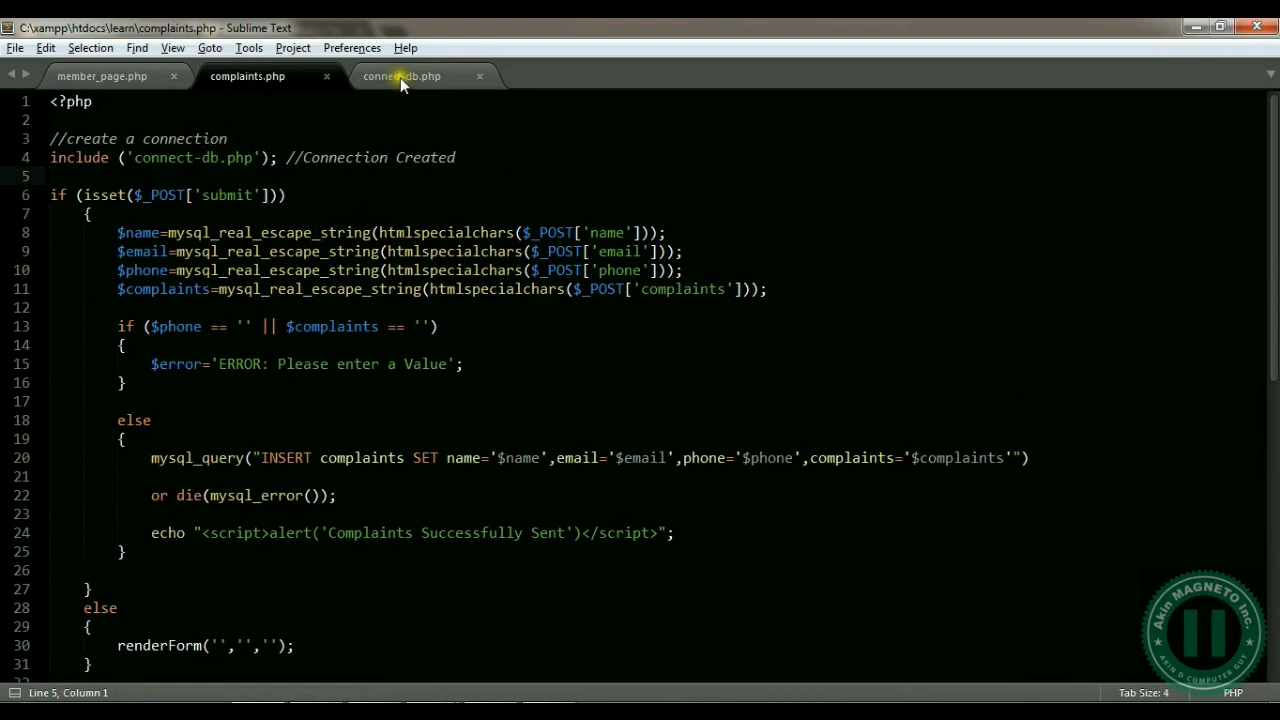 C:\xampp\htdocs\learn\complaints.php - Sublime Text
File Edit Selection Find View Goto Tools Project Preferences Help
member_page.php × complaints.php × connect-db.php ×
1 <?php
2
3 //create a connection
4 include ('connect-db.php'); //Connection Created
5
6 if (isset($_POST['submit']))
7 {
8 $name=mysql_real_escape_string(htmlspecialchars($_POST['name']));
9 $email=mysql_real_escape_string(htmlspecialchars($_POST['email']));
10 $phone=mysql_real_escape_string(htmlspecialchars($_POST['phone']));
11 $complaints=mysql_real_escape_string(htmlspecialchars($_POST['complaints']));
12
13 if ($phone == '' || $complaints == '')
14 {
15 $error='ERROR: Please enter a Value';
16 }
17
18 else
19 {
20 mysql_query("INSERT complaints SET name='$name',email='$email',phone='$phone',complaints='$complaints'")
21
22 or die(mysql_error());
23
24 echo "<script>alert('Complaints Successfully Sent')</script>";
25 }
26
27 }
28 else
29 {
30 renderForm('','','');
31 }
Line 5, Column 1
Tab Size: 4 PHP
Akin MAGNETO Inc.
AKIN D COMPUTER GUY